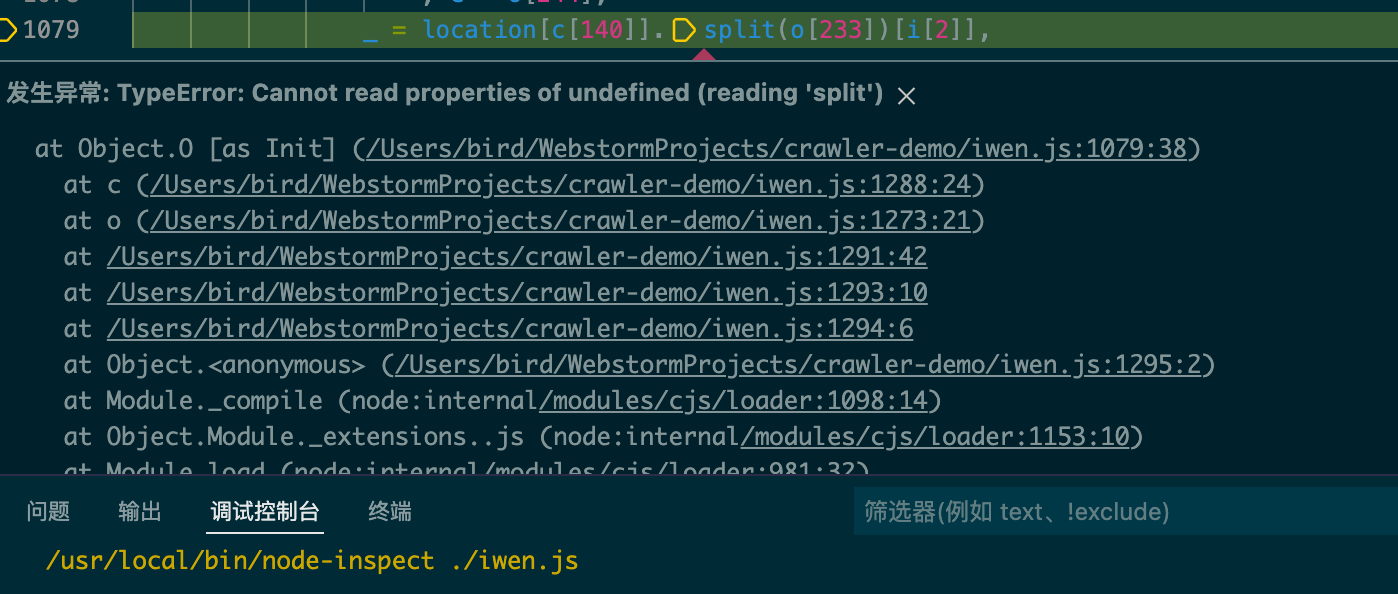 1079 _ = location[c[140]].split(o[233])[i[2]],
发生异常: TypeError: Cannot read properties of undefined (reading 'split')
at Object.O [as Init] (/Users/bird/WebstormProjects/crawler-demo/iwen.js:1079:38)
at c (/Users/bird/WebstormProjects/crawler-demo/iwen.js:1288:24)
at o (/Users/bird/WebstormProjects/crawler-demo/iwen.js:1273:21)
at /Users/bird/WebstormProjects/crawler-demo/iwen.js:1291:42
at /Users/bird/WebstormProjects/crawler-demo/iwen.js:1293:10
at /Users/bird/WebstormProjects/crawler-demo/iwen.js:1294:6
at Object.<anonymous> (/Users/bird/WebstormProjects/crawler-demo/iwen.js:1295:2)
at Module._compile (node:internal/modules/cjs/loader:1098:14)
at Object.Module._extensions..js (node:internal/modules/cjs/loader:1153:10)
at Module.load (node:internal/modules/cjs/loader:981:32)
问题 输出 调试控制台 终端 筛选器(例如 text、!exclude)
/usr/local/bin/node-inspect ./iwen.js